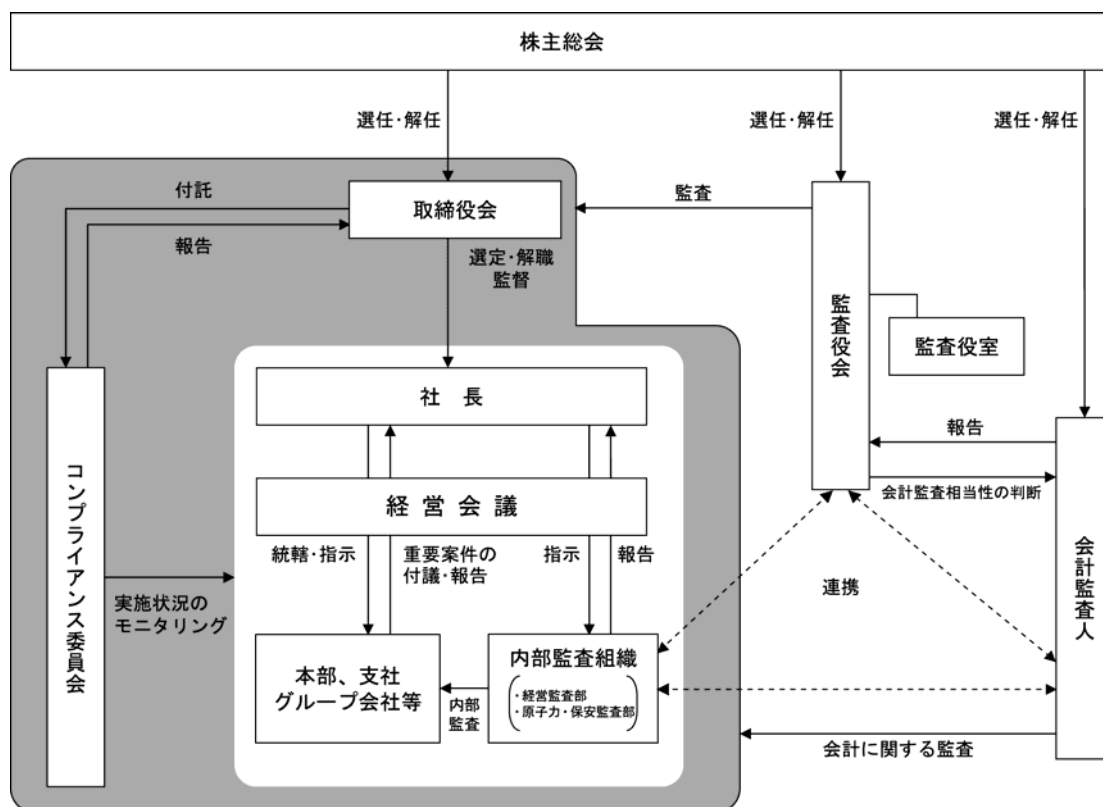 株主総会
選任・解任
選任・解任
選任・解任
付託
取締役会
監査
報告
選定・解職
監督
監査役会
監査役室
社　長
報告
会計監査相当性の判断
コンプライアンス委員会
経 営 会 議
統轄・指示
重要案件の
付議・報告
指示
報告
連携
会計監査人
実施状況の
モニタリング
本部、支社
グループ会社等
内部
監査
内部監査組織
・経営監査部
・原子力・保安監査部
会計に関する監査